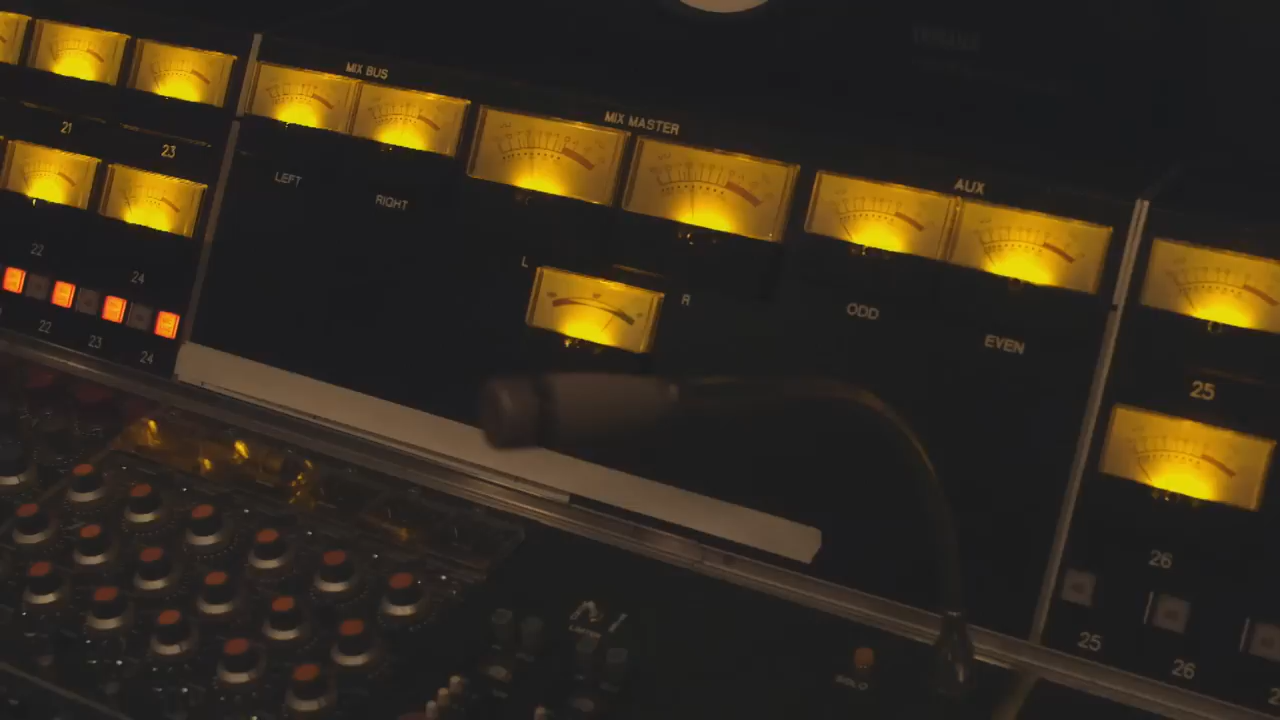 MIX BUS
MIX MASTER
AUX
21
23
LEFT
RIGHT
L
R
ODD
EVEN
22
24
25
22
23
24
26
25
26
SOLO